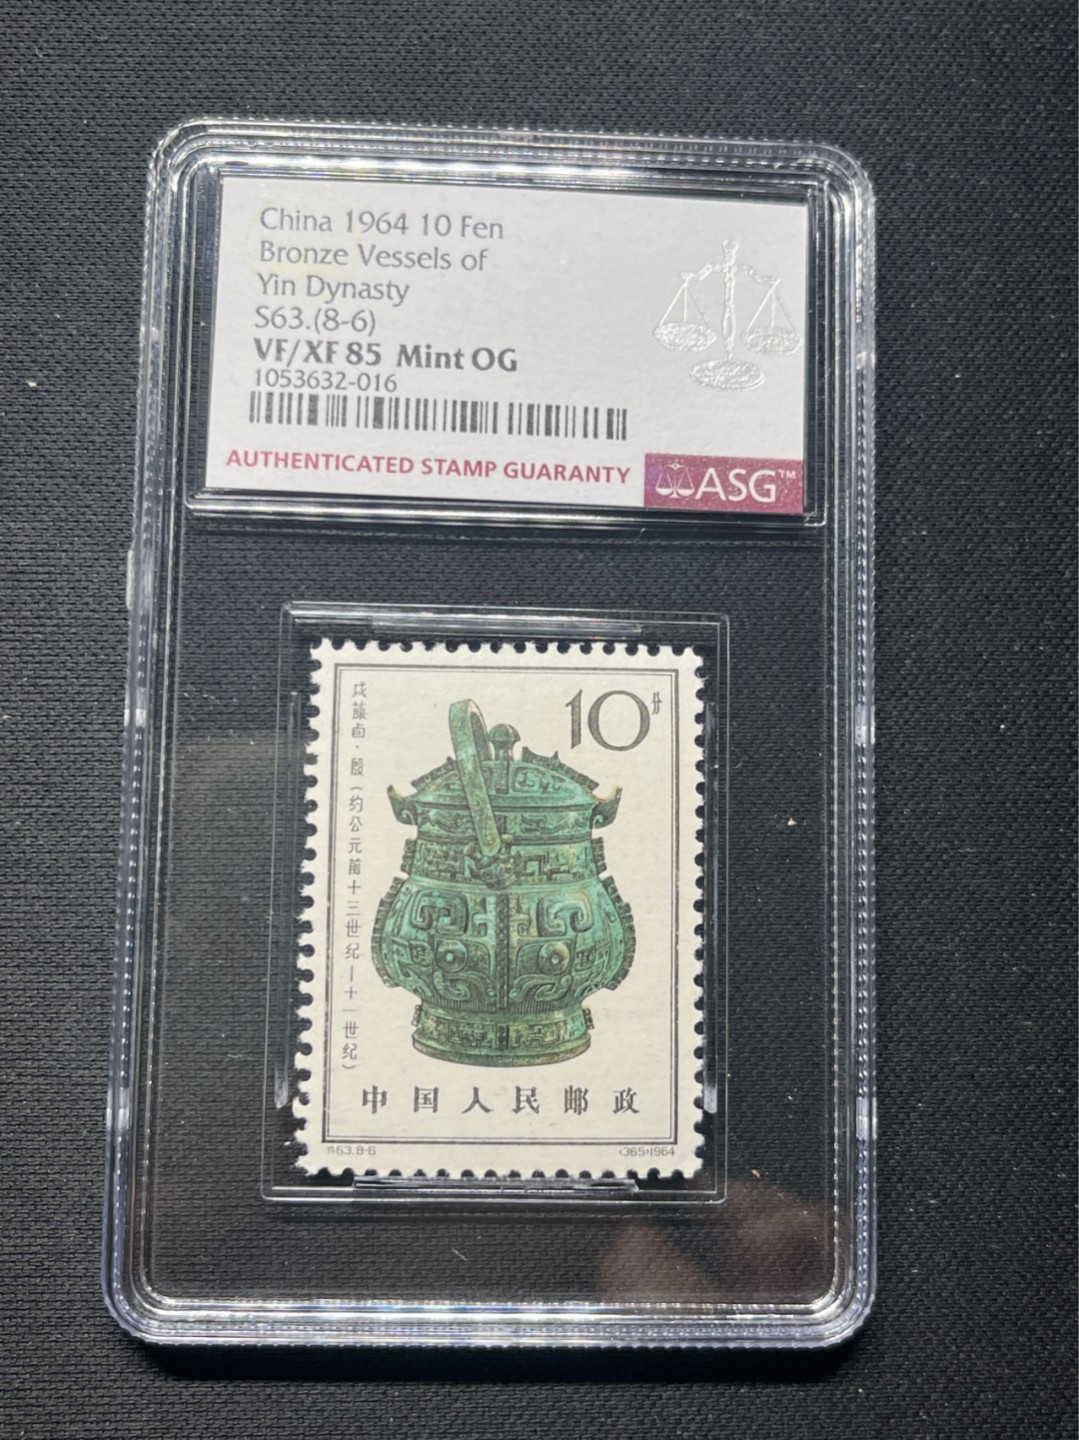 China 1964 10 Fen
Bronze Vessels of
Yin Dynasty
S63.(8-6)
VF/XF 85 Mint OG
1053632-016
AUTHENTICATED STAMP GUARANTY
ASG™
10分
戍箙卣·殷(约公元前十三世纪—十一世纪)
中国人民邮政
特63.8-6
(365)1964